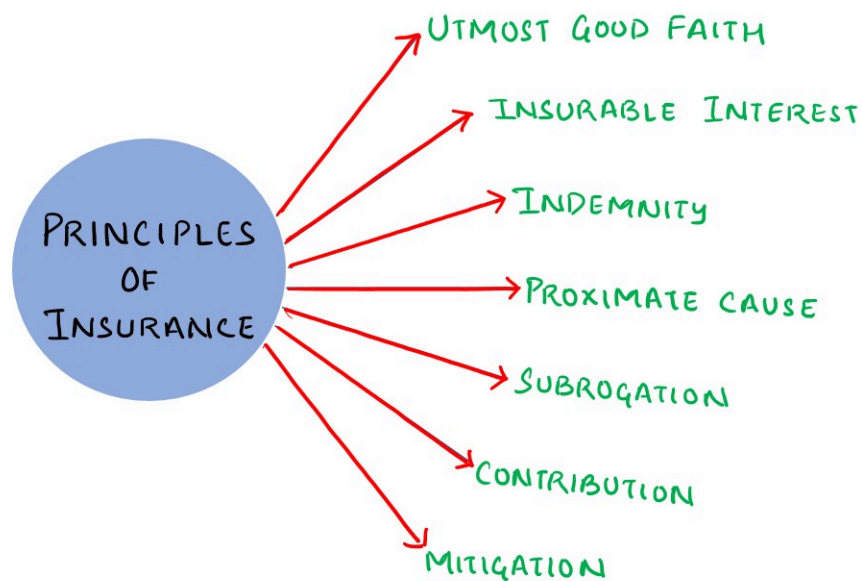 PRINCIPLES
OF
INSURANCE
UTMOST GOOD FAITH
INSURABLE INTEREST
INDEMNITY
PROXIMATE CAUSE
SUBROGATION
CONTRIBUTION
MITIGATION